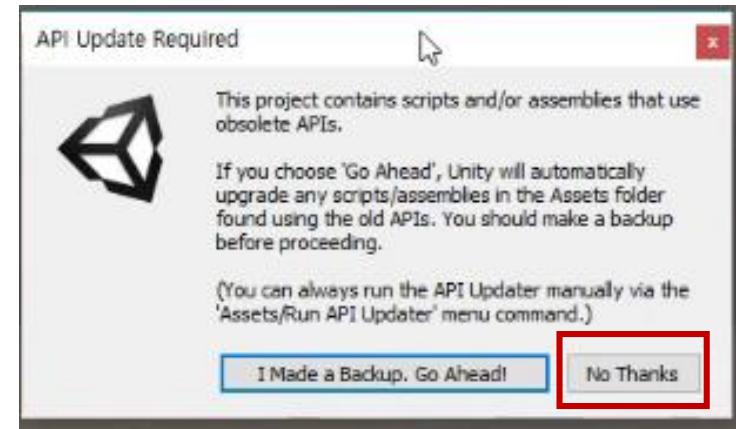 API Update Required
x
This project contains scripts and/or assemblies that use
obsolete APIs.
If you choose 'Go Ahead', Unity will automatically
upgrade any scripts/assemblies in the Assets folder
found using the old APIs. You should make a backup
before proceeding.
(You can always run the API Updater manually via the
'Assets/Run API Updater' menu command.)
I Made a Backup. Go Ahead!
No Thanks